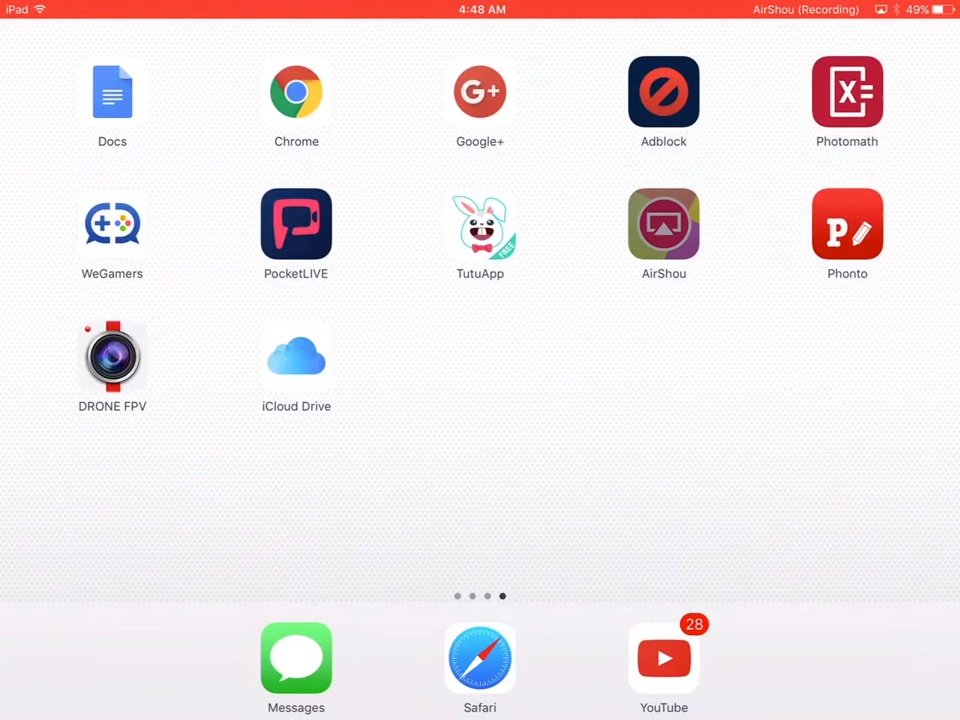 iPad 4:48 AM AirShou (Recording) 49%
Docs Chrome G+ Google+ Adblock X= Photomath
WeGamers PocketLIVE FREE TutuApp AirShou P Phonto
DRONE FPV iCloud Drive
28
Messages Safari YouTube